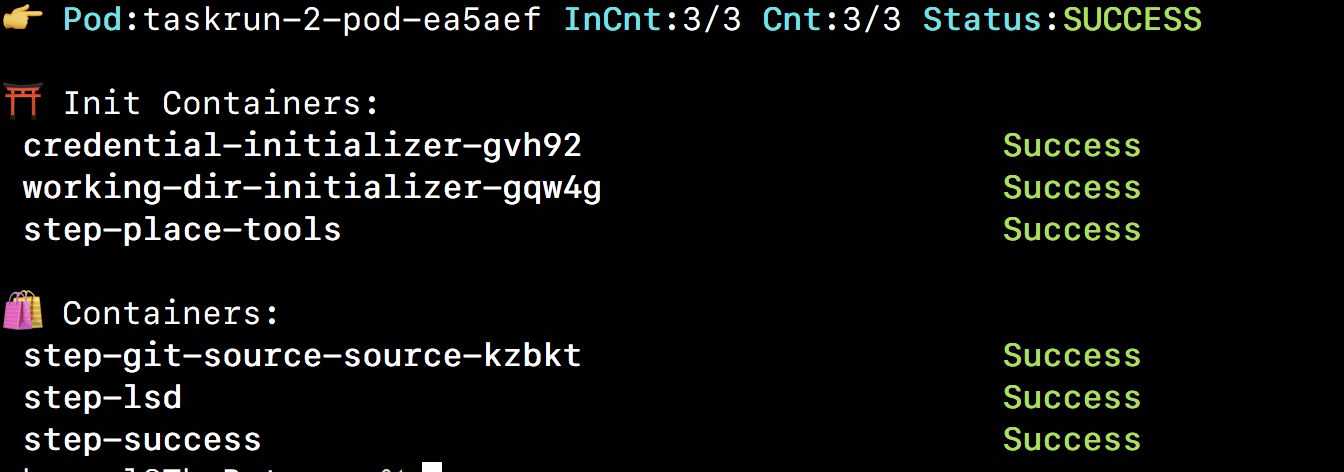 👉 Pod:taskrun-2-pod-ea5aef InCnt:3/3 Cnt:3/3 Status:SUCCESS
⛩ Init Containers:
credential-initializer-gvh92 Success
working-dir-initializer-gqw4g Success
step-place-tools Success
🛍 Containers:
step-git-source-source-kzbkt Success
step-lsd Success
step-success Success